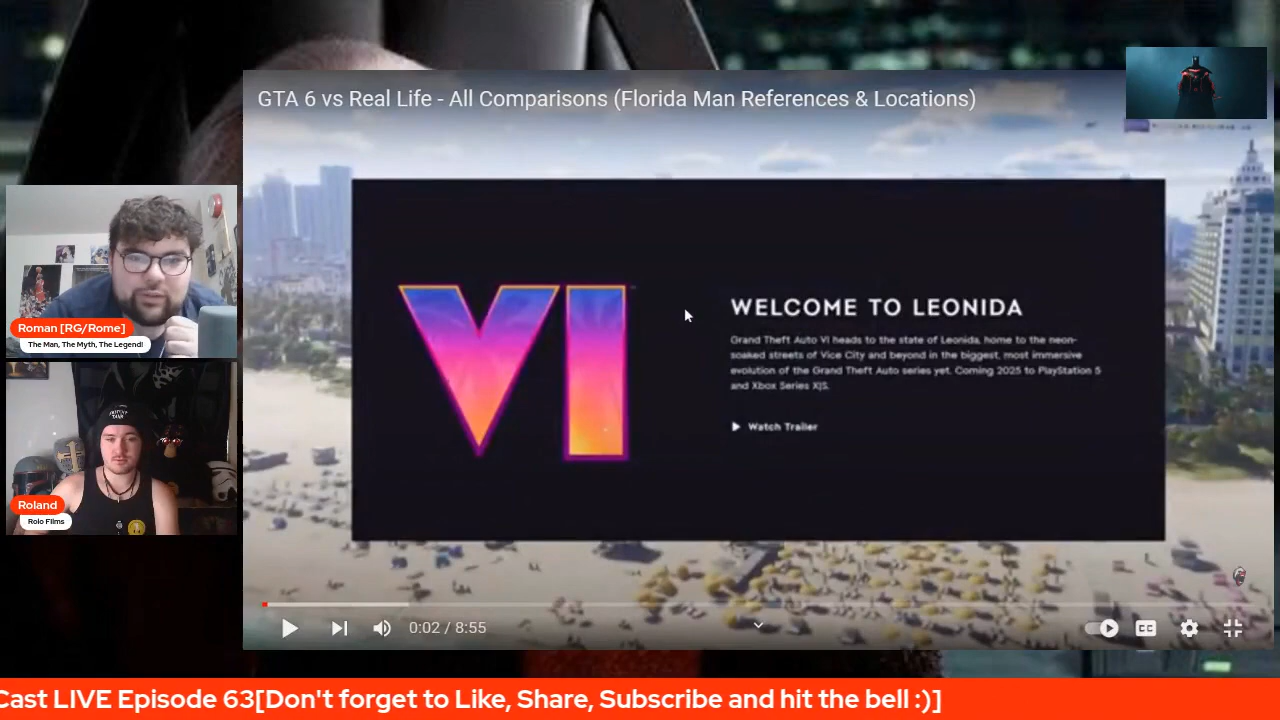 GTA 6 vs Real Life - All Comparisons (Florida Man References & Locations)
VI
WELCOME TO LEONIDA
Grand Theft Auto VI heads to the state of Leonida, home to the neon-
soaked streets of Vice City and beyond in the biggest, most immersive
evolution of the Grand Theft Auto series yet. Coming 2025 to PlayStation 5
and Xbox Series X|S.
Watch Trailer
Roman [RG/Rome]
The Man, The Myth, The Legend!
Roland
Rolo Films
0:02 / 8:55
CC
Cast LIVE Episode 63[Don't forget to Like, Share, Subscribe and hit the bell :)]